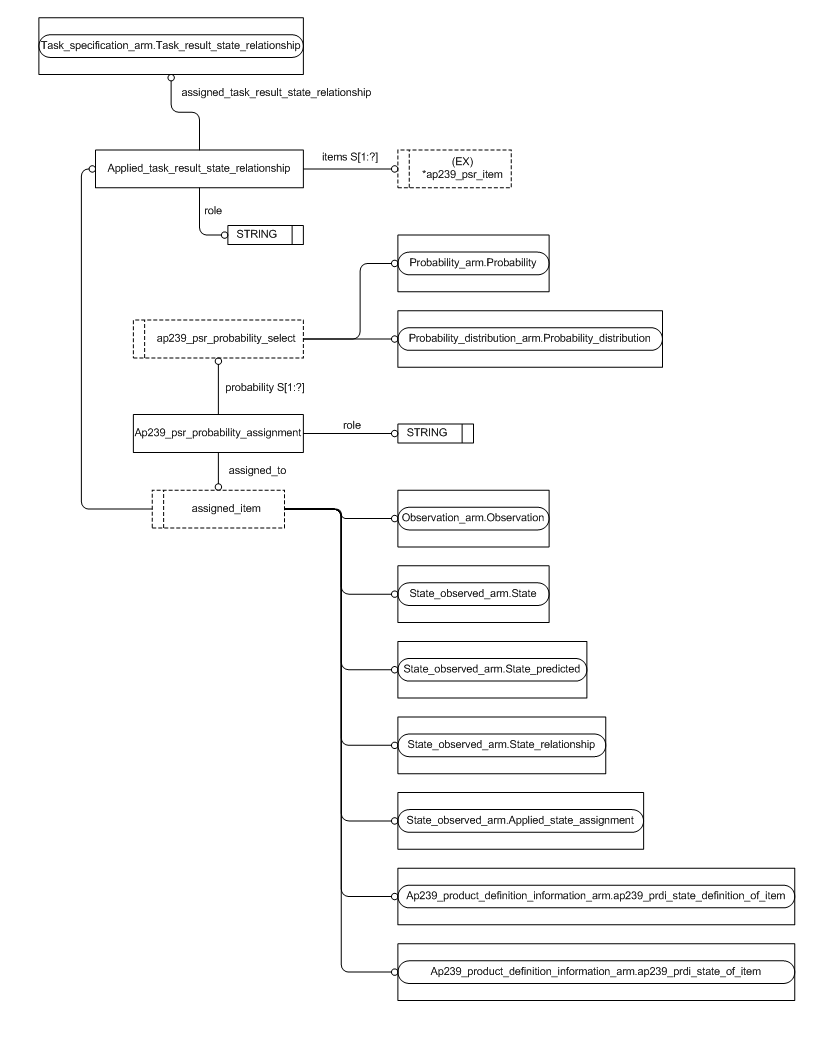 Task_specification_arm.Task_result_state_relationship
assigned_task_result_state_relationship
Applied_task_result_state_relationship
items S[1:?]
(EX)
*ap239_psr_item
role
STRING
Probability_arm.Probability
ap239_psr_probability_select
Probability_distribution_arm.Probability_distribution
probability S[1:?]
Ap239_psr_probability_assignment
role
STRING
assigned_to
assigned_item
Observation_arm.Observation
State_observed_arm.State
State_observed_arm.State_predicted
State_observed_arm.State_relationship
State_observed_arm.Applied_state_assignment
Ap239_product_definition_information_arm.ap239_prdi_state_definition_of_item
Ap239_product_definition_information_arm.ap239_prdi_state_of_item